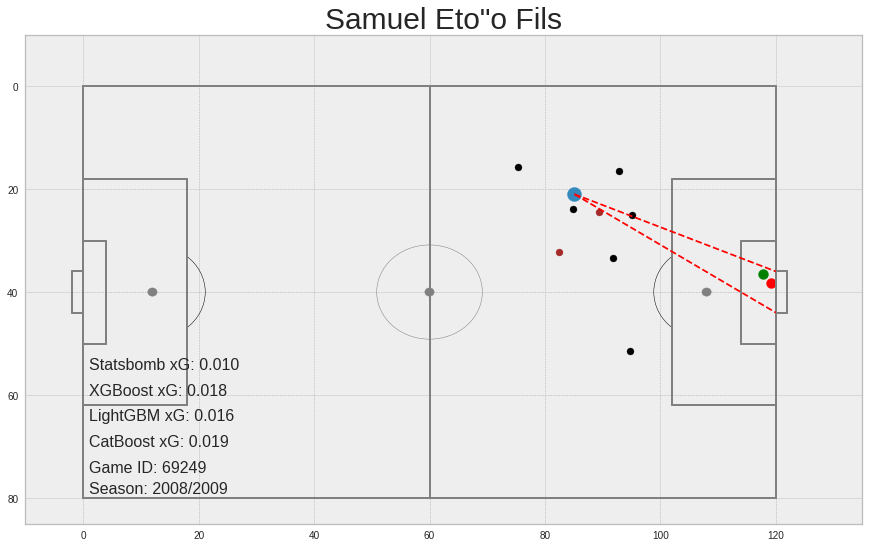 Samuel Eto"o Fils
0
20
40
60
80
Statsbomb xG: 0.010
XGBoost xG: 0.018
LightGBM xG: 0.016
CatBoost xG: 0.019
Game ID: 69249
Season: 2008/2009
0 20 40 60 80 100 120